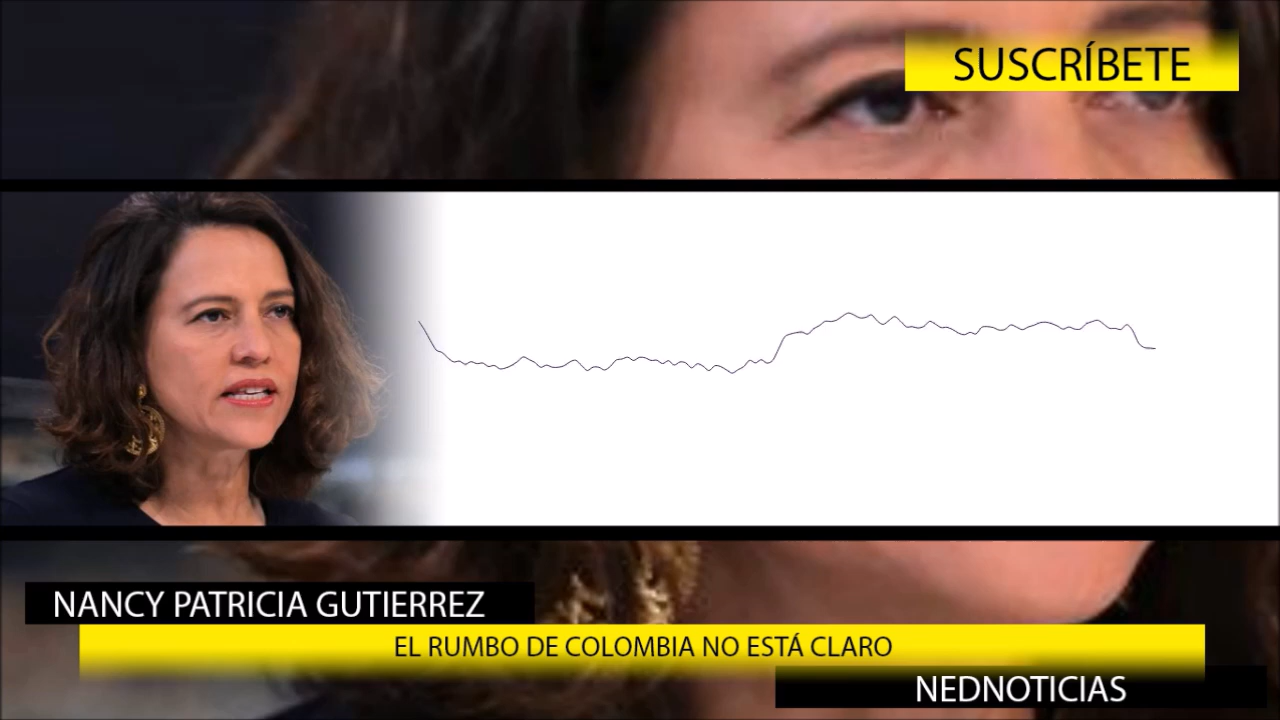 SUSCRÍBETE
NANCY PATRICIA GUTIERREZ
EL RUMBO DE COLOMBIA NO ESTÁ CLARO
NEDNOTICIAS